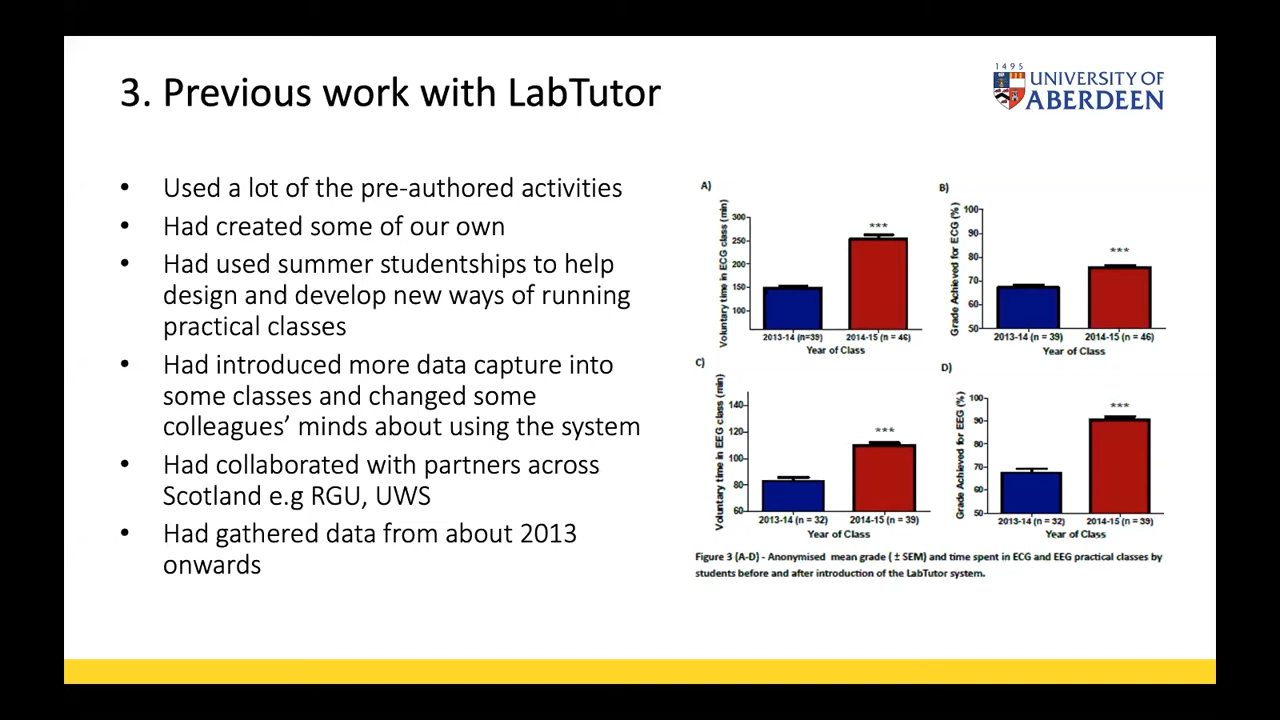 3. Previous work with LabTutor
1495
UNIVERSITY OF
ABERDEEN
• Used a lot of the pre-authored activities
• Had created some of our own
• Had used summer studentships to help
design and develop new ways of running
practical classes
• Had introduced more data capture into
some classes and changed some
colleagues’ minds about using the system
• Had collaborated with partners across
Scotland e.g RGU, UWS
• Had gathered data from about 2013
onwards
A)
Voluntary time in ECG class (min)
300
250
200
150
100
***
2013-14 (n=39)
2014-15 (n = 46)
Year of Class
B)
Grade Achieved for ECG (%)
100
90
80
70
60
50
***
2013-14 (n = 39)
2014-15 (n = 46)
Year of Class
C)
Voluntary time in EEG class (min)
140
120
100
80
60
***
2013-14 (n = 32)
2014-15 (n = 39)
Year of Class
D)
Grade Achieved for EEG (%)
100
90
80
70
60
50
***
2013-14 (n = 32)
2014-15 (n = 39)
Year of Class
Figure 3 (A-D) - Anonymised mean grade ( ± SEM) and time spent in ECG and EEG practical classes by
students before and after introduction of the LabTutor system.